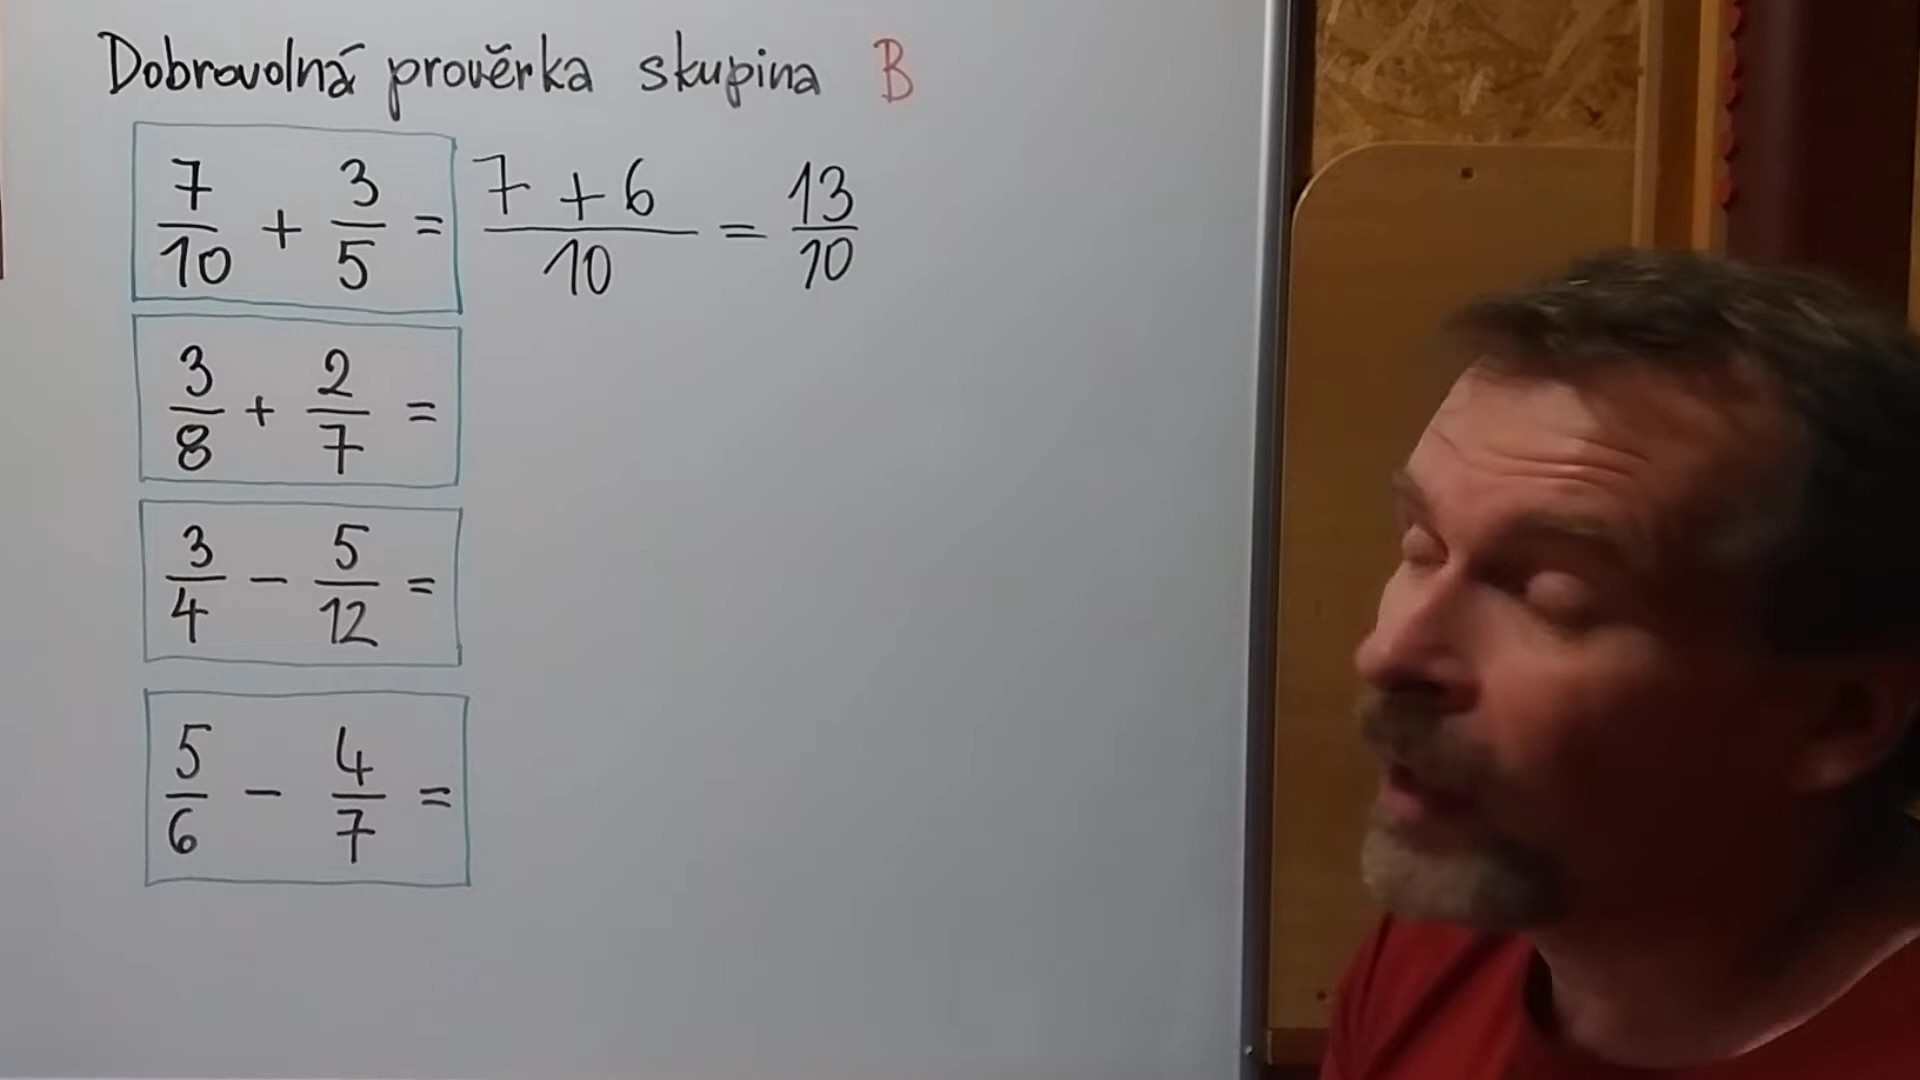 Dobrovolná prověrka skupina B
7/10 + 3/5 = 7 + 6/10 = 13/10
3/8 + 2/7 =
3/4 - 5/12 =
5/6 - 4/7 =